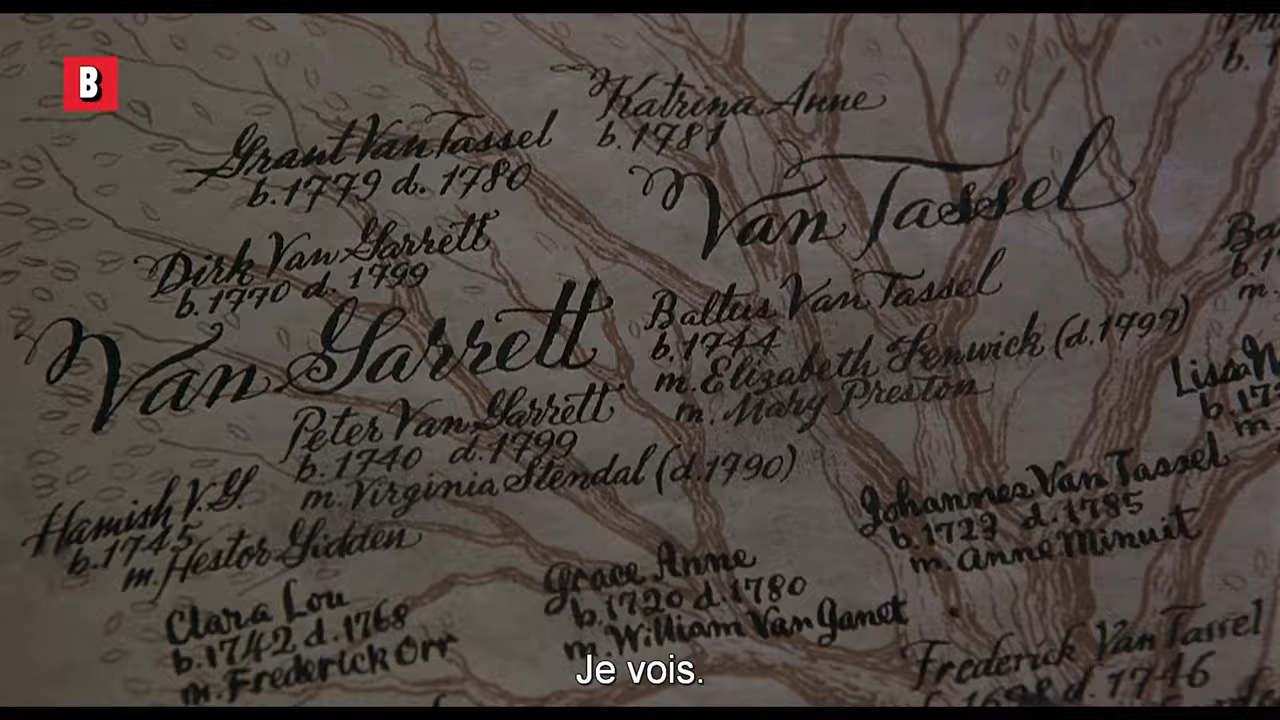 B
Katrina Anne
b.1781
Grant Van Tassel
b.1779 d. 1780
Van Tassel
Dirk Van Garrett
b.1770 d. 1799
Baltus Van Tassel
b.1744
m. Elizabeth Fenwick (d.1799)
m. Mary Preston
Van Garrett
Peter Van Garrett
b. 1740 d.1799
m. Virginia Stendal (d.1790)
Hamish V.G.
b.1745
m. Hestor Gidden
Johannes Van Tassel
b.1723 d.1785
m. Anne Minuit
Clara Lou
b.1742 d.1768
m. Frederick Orr
Grace Anne
b.1720 d.1780
m. William Van Ganet
Frederick Van Tassel
d. 1746
Je vois.